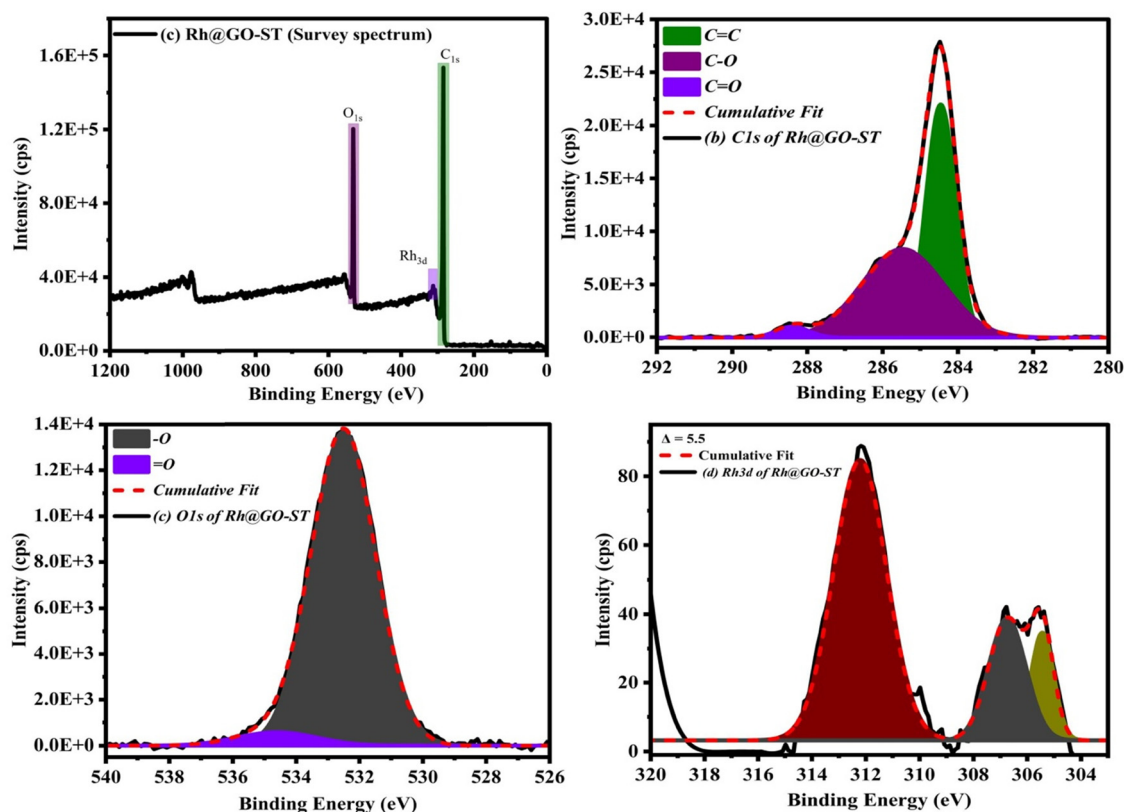 (c) Rh@GO-ST (Survey spectrum)
C1s
O1s
Rh3d
1.6E+5
1.2E+5
8.0E+4
4.0E+4
0.0E+0
Intensity (cps)
1200 1000 800 600 400 200 0
Binding Energy (eV)
C=C
C-O
C=O
Cumulative Fit
(b) C1s of Rh@GO-ST
3.0E+4
2.5E+4
2.0E+4
1.5E+4
1.0E+4
5.0E+3
0.0E+0
Intensity (cps)
292 290 288 286 284 282 280
Binding Enegy (eV)
-O
=O
Cumulative Fit
(c) O1s of Rh@GO-ST
1.4E+4
1.2E+4
1.0E+4
8.0E+3
6.0E+3
4.0E+3
2.0E+3
0.0E+0
Intensity (cps)
540 538 536 534 532 530 528 526
Binding Energy (eV)
Δ = 5.5
Cumulative Fit
(d) Rh3d of Rh@GO-ST
80
60
40
20
0
Intensity (cps)
320 318 316 314 312 310 308 306 304
Binding Energy (eV)